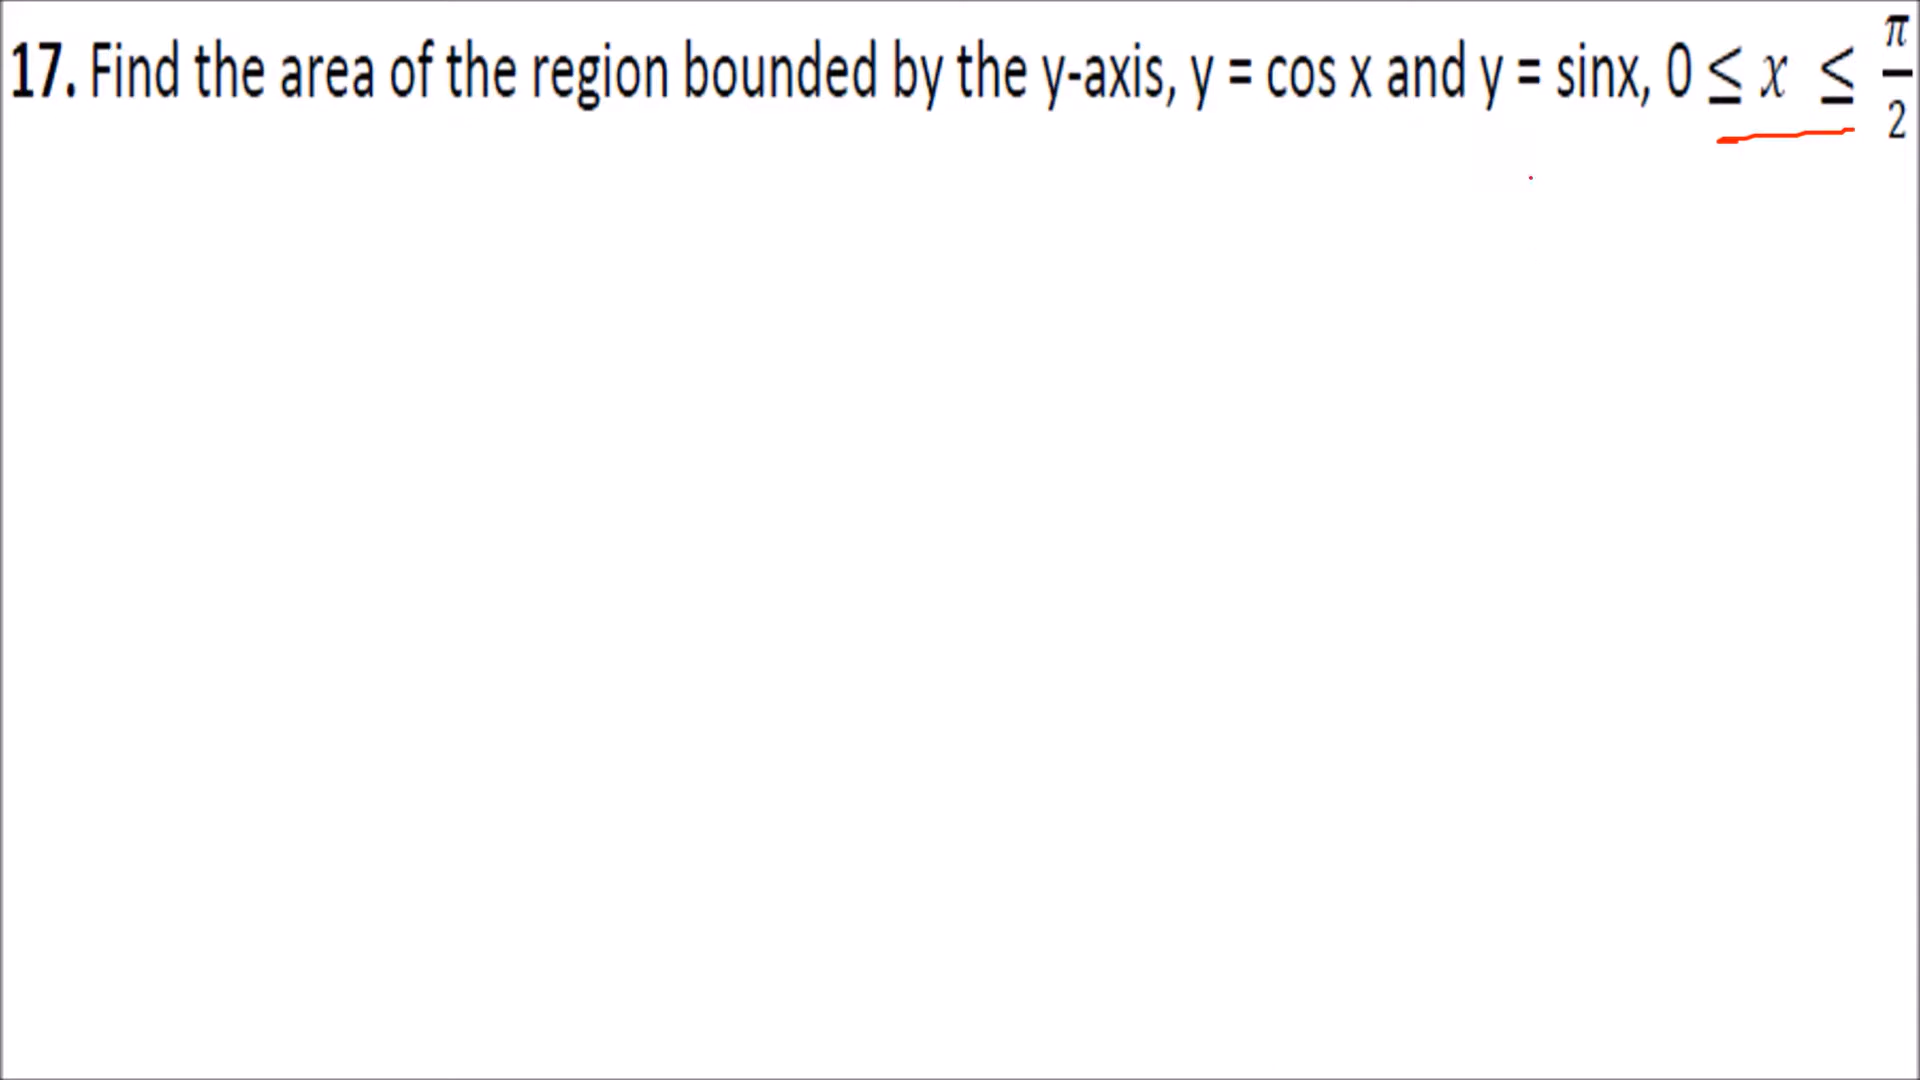 17. Find the area of the region bounded by the y-axis, y = cos x and y = sinx, 0 ≤ x ≤ π/2